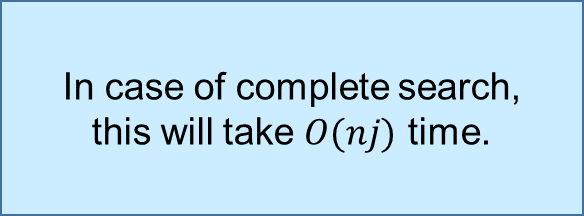 In case of complete search,
this will take 𝑂(𝑛𝑗) time.